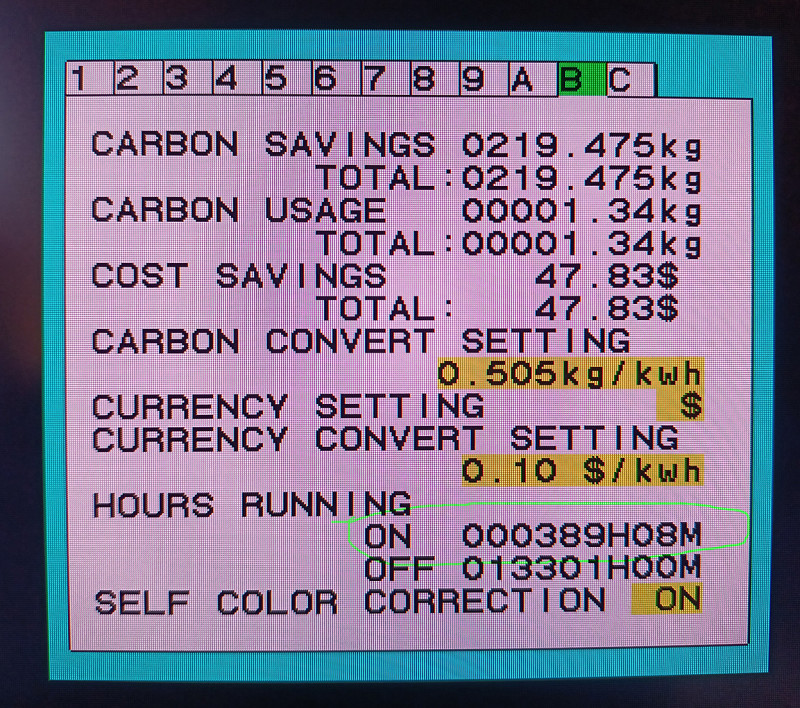 1 2 3 4 5 6 7 8 9 A B C
CARBON SAVINGS 0219.475kg
TOTAL:0219.475kg
CARBON USAGE 00001.34kg
TOTAL:00001.34kg
COST SAVINGS 47.83$
TOTAL: 47.83$
CARBON CONVERT SETTING
0.505kg/kwh
CURRENCY SETTING $
CURRENCY CONVERT SETTING
0.10 $/kwh
HOURS RUNNING
ON 000389H08M
OFF 013301H00M
SELF COLOR CORRECTION ON